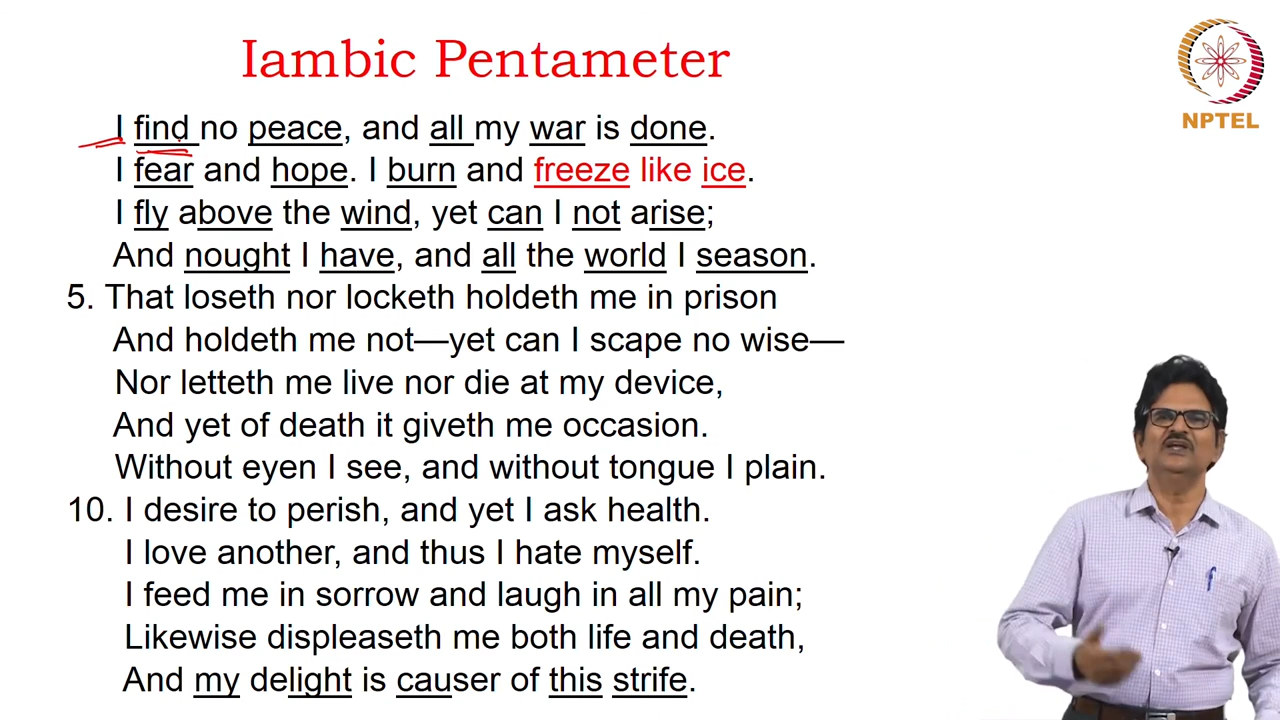 Iambic Pentameter
NPTEL
I find no peace, and all my war is done.
I fear and hope. I burn and freeze like ice.
I fly above the wind, yet can I not arise;
And nought I have, and all the world I season.
5. That loseth nor locketh holdeth me in prison
And holdeth me not—yet can I scape no wise—
Nor letteth me live nor die at my device,
And yet of death it giveth me occasion.
Without eyen I see, and without tongue I plain.
10. I desire to perish, and yet I ask health.
I love another, and thus I hate myself.
I feed me in sorrow and laugh in all my pain;
Likewise displeaseth me both life and death,
And my delight is causer of this strife.